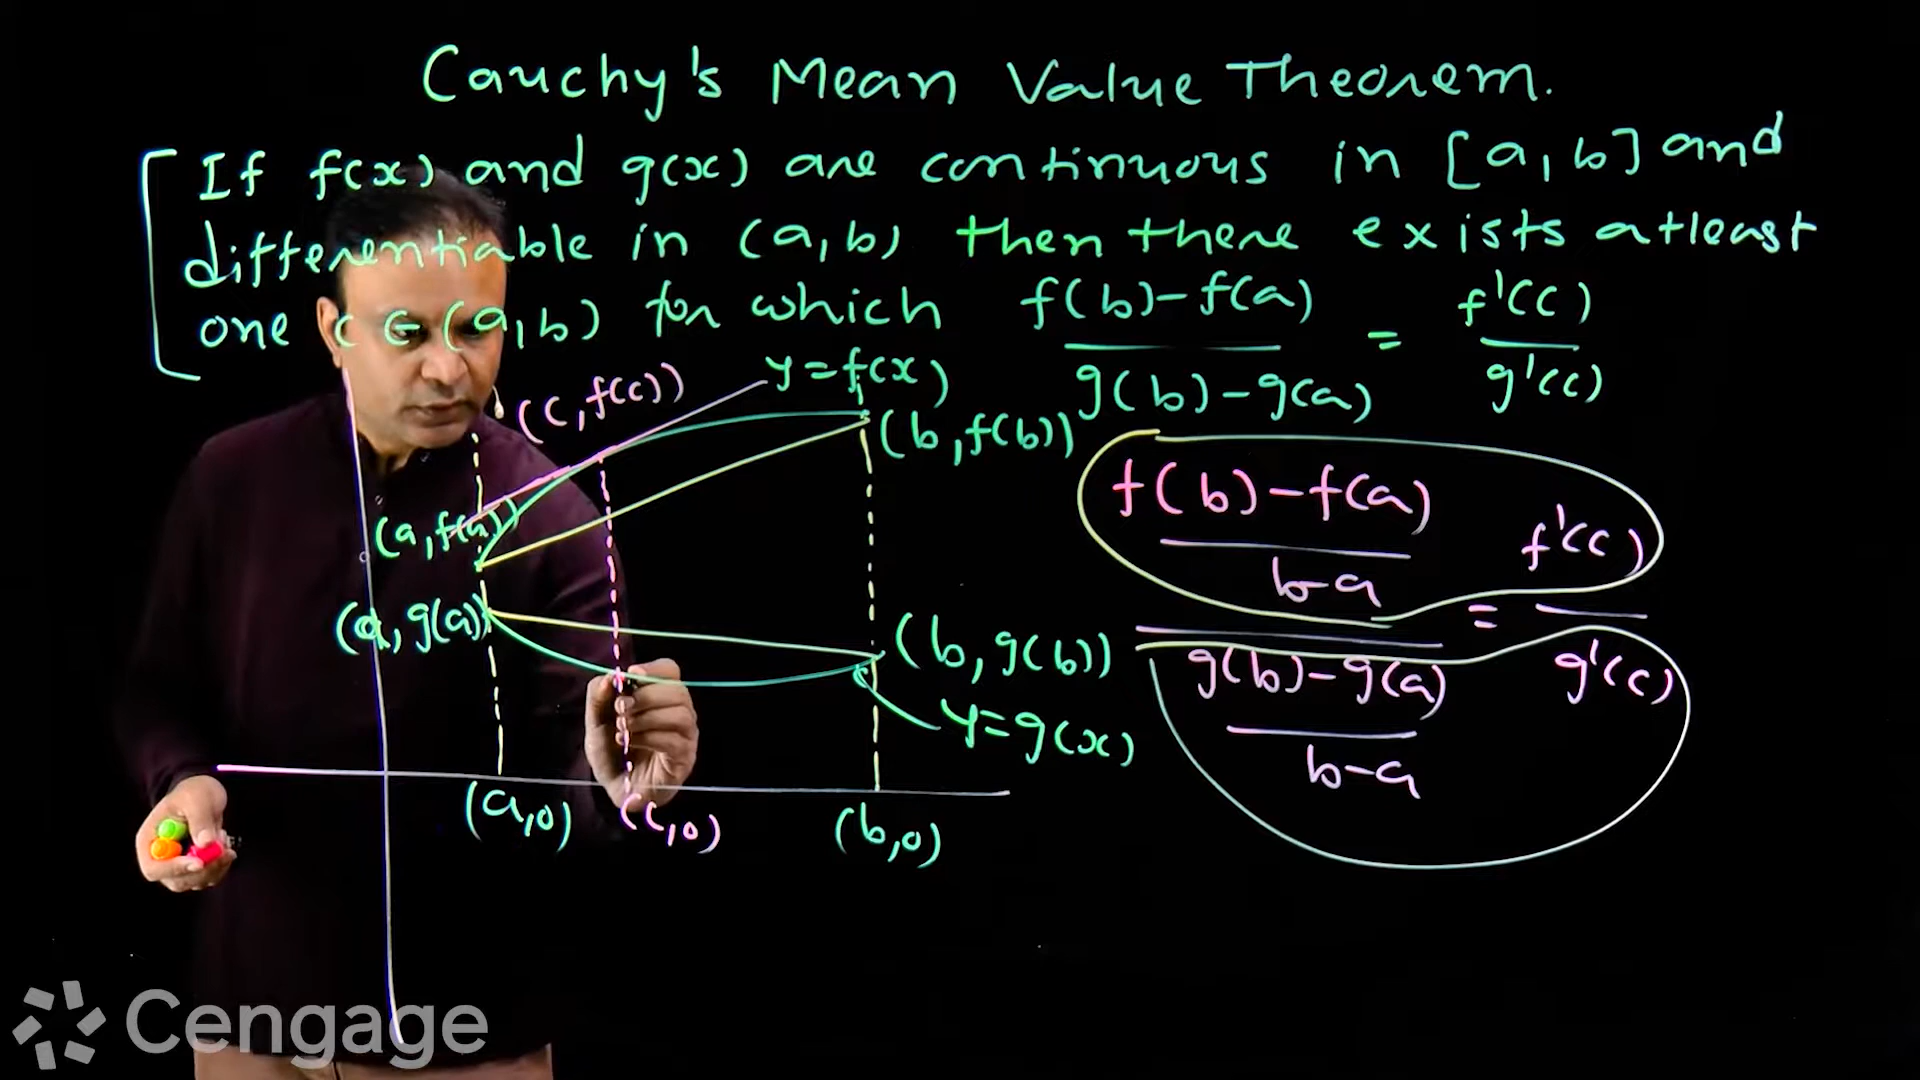 Cauchy's Mean Value Theorem.
If f(x) and g(x) are continuous in [a,b] and
differentiable in (a,b) then there exists atleast
one c ∈ (a,b) for which f(b)-f(a) / g(b)-g(a) = f'(c) / g'(c)
y=f(x)
(c,f(c))
(b,f(b))
(a,f(a))
f(b)-f(a)
b-a
f'(c)
=
(a,g(a))
(b,g(b))
g(b)-g(a)
b-a
g'(c)
y=g(x)
(a,0) (c,0) (b,0)
Cengage